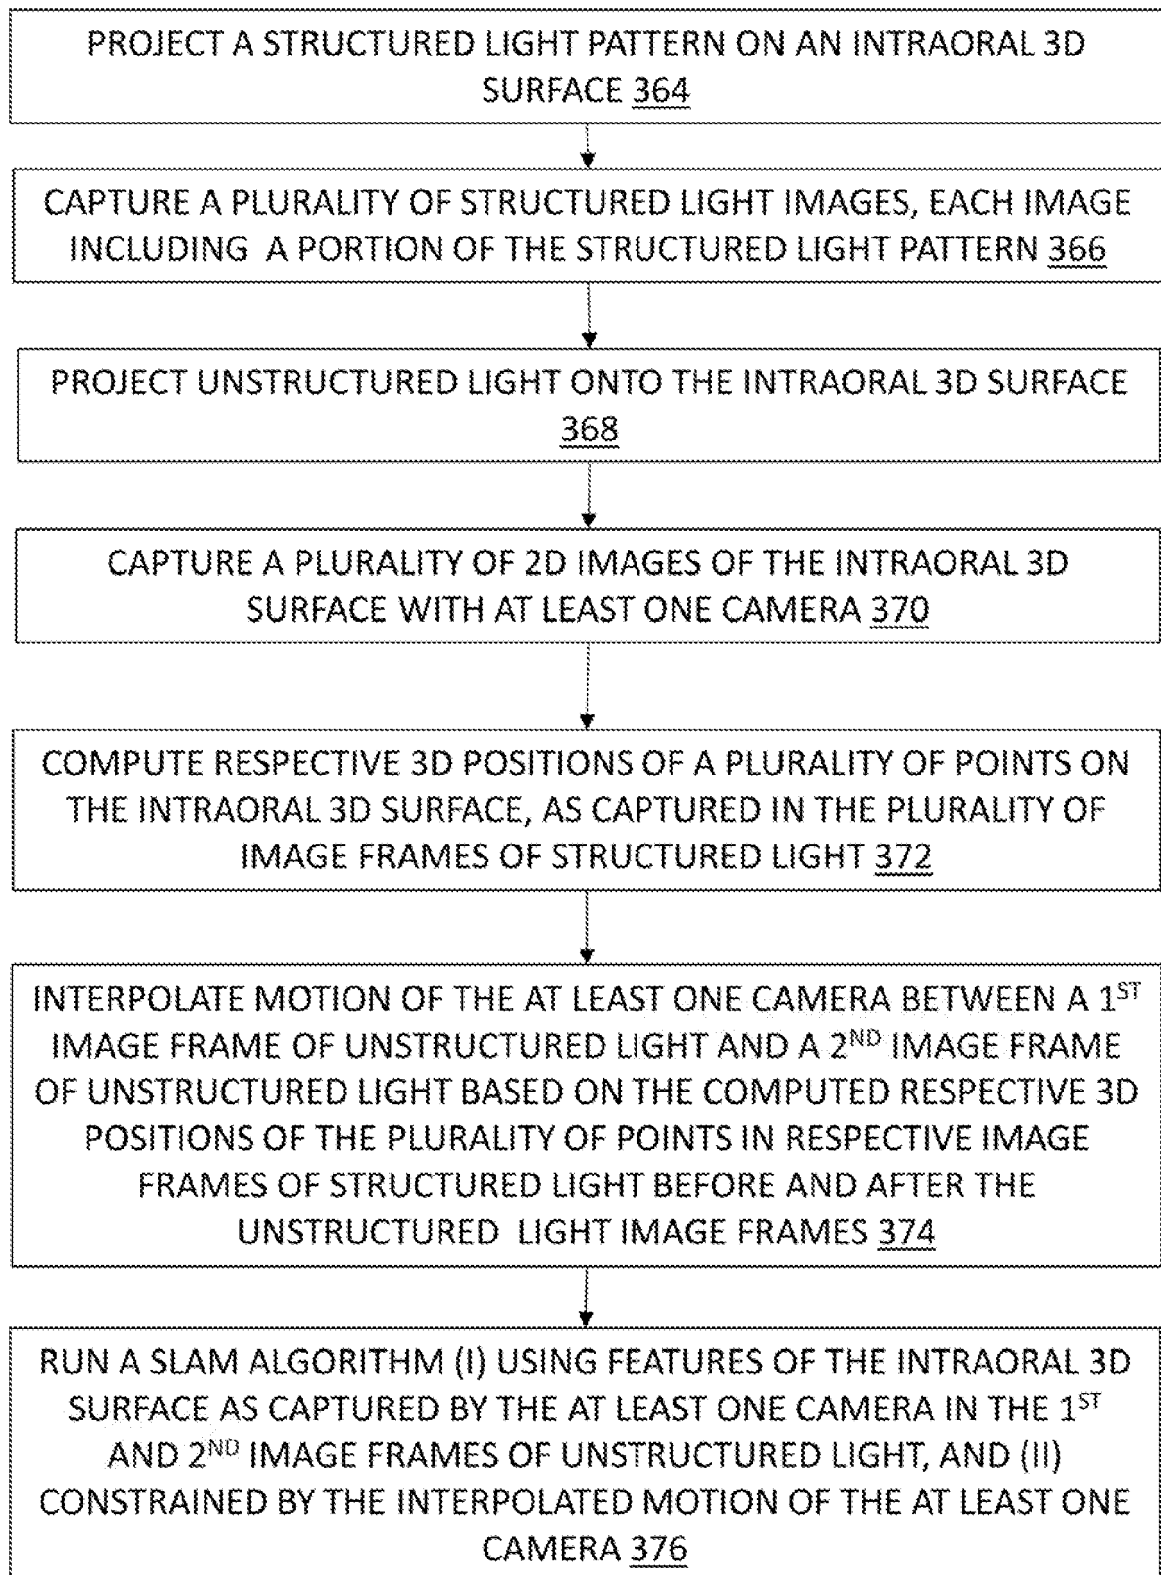 PROJECT A STRUCTURED LIGHT PATTERN ON AN INTRAORAL 3D
SURFACE 364
CAPTURE A PLURALITY OF STRUCTURED LIGHT IMAGES, EACH IMAGE
INCLUDING A PORTION OF THE STRUCTURED LIGHT PATTERN 366
PROJECT UNSTRUCTURED LIGHT ONTO THE INTRAORAL 3D SURFACE
368
CAPTURE A PLURALITY OF 2D IMAGES OF THE INTRAORAL 3D
SURFACE WITH AT LEAST ONE CAMERA 370
COMPUTE RESPECTIVE 3D POSITIONS OF A PLURALITY OF POINTS ON
THE INTRAORAL 3D SURFACE, AS CAPTURED IN THE PLURALITY OF
IMAGE FRAMES OF STRUCTURED LIGHT 372
INTERPOLATE MOTION OF THE AT LEAST ONE CAMERA BETWEEN A 1ST
IMAGE FRAME OF UNSTRUCTURED LIGHT AND A 2ND IMAGE FRAME
OF UNSTRUCTURED LIGHT BASED ON THE COMPUTED RESPECTIVE 3D
POSITIONS OF THE PLURALITY OF POINTS IN RESPECTIVE IMAGE
FRAMES OF STRUCTURED LIGHT BEFORE AND AFTER THE
UNSTRUCTURED LIGHT IMAGE FRAMES 374
RUN A SLAM ALGORITHM (I) USING FEATURES OF THE INTRAORAL 3D
SURFACE AS CAPTURED BY THE AT LEAST ONE CAMERA IN THE 1ST
AND 2ND IMAGE FRAMES OF UNSTRUCTURED LIGHT, AND (II)
CONSTRAINED BY THE INTERPOLATED MOTION OF THE AT LEAST ONE
CAMERA 376